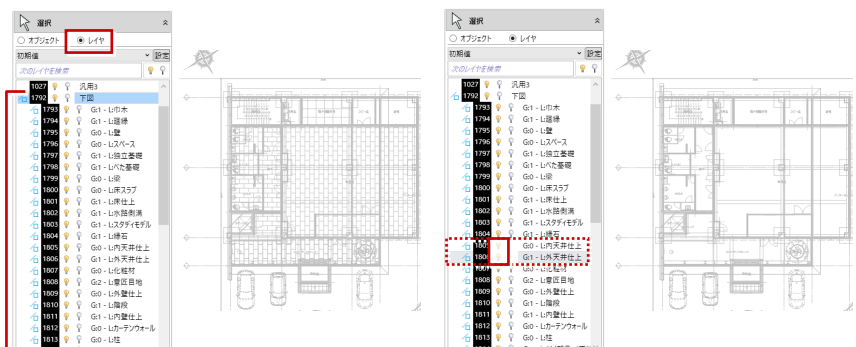 選択
オブジェクト レイヤ
初期値 設定
次のレイヤを検索
1027 汎用3
1792 下図
1793 G:1 - L:巾木
1794 G:1 - L:廻縁
1795 G:0 - L:壁
1796 G:0 - L:スペース
1797 G:1 - L:独立基礎
1798 G:1 - L:べた基礎
1799 G:0 - L:梁
1800 G:0 - L:床スラブ
1801 G:1 - L:床仕上
1802 G:1 - L:水路側溝
1803 G:1 - L:スタディモデル
1804 G:1 - L:縁石
1805 G:0 - L:内天井仕上
1806 G:1 - L:外天井仕上
1807 G:0 - L:化粧材
1808 G:2 - L:意匠目地
1809 G:0 - L:外壁仕上
1810 G:1 - L:階段
1811 G:1 - L:内壁仕上
1812 G:0 - L:カーテンウォール
1813 G:0 - L:柱
選択
オブジェクト レイヤ
初期値 設定
次のレイヤを検索
1027 汎用3
1792 下図
1793 G:1 - L:巾木
1794 G:1 - L:廻縁
1795 G:0 - L:壁
1796 G:0 - L:スペース
1797 G:1 - L:独立基礎
1798 G:1 - L:べた基礎
1799 G:0 - L:梁
1800 G:0 - L:床スラブ
1801 G:1 - L:床仕上
1802 G:1 - L:水路側溝
1803 G:1 - L:スタディモデル
1804 G:1 - L:縁石
G:0 - L:内天井仕上
G:1 - L:外天井仕上
1807 G:0 - L:化粧材
1808 G:2 - L:意匠目地
1809 G:0 - L:外壁仕上
1810 G:1 - L:階段
1811 G:1 - L:内壁仕上
1812 G:0 - L:カーテンウォール
1813 G:0 - L:柱